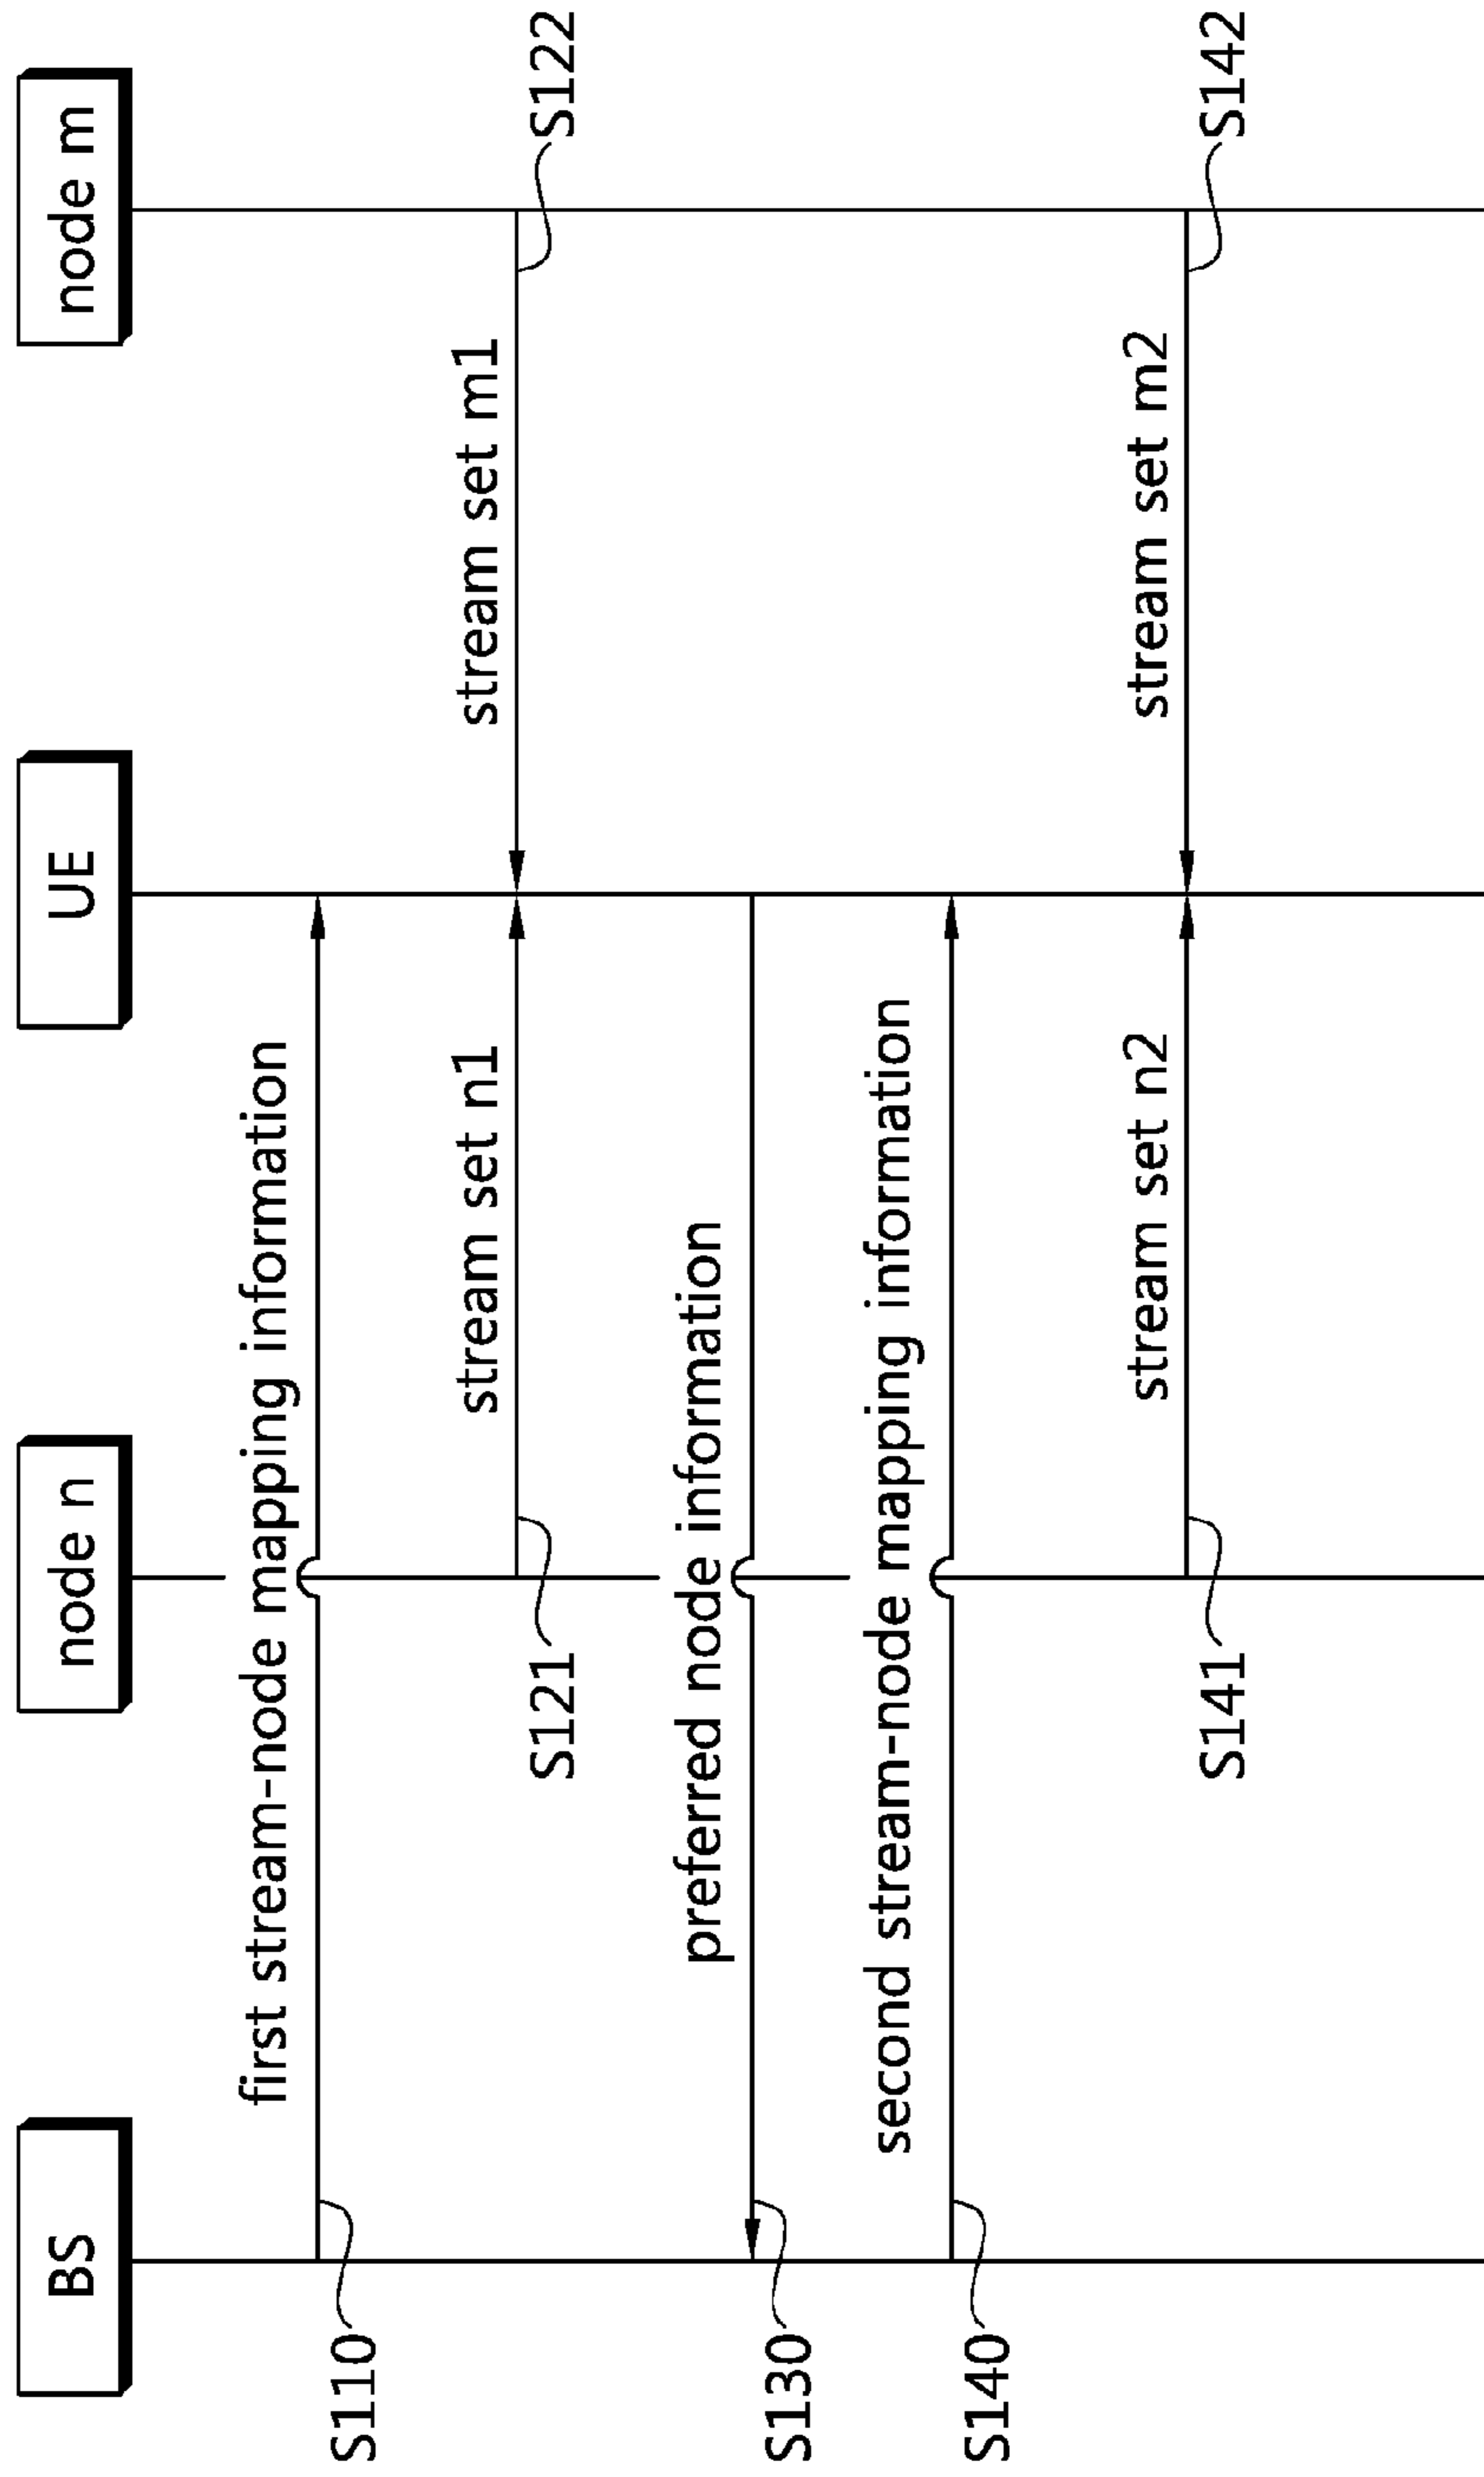 BS
node n
UE
node m
first stream-node mapping information
S110
stream set n1
stream set m1
S121
S122
preferred node information
S130
second stream-node mapping information
S140
stream set n2
stream set m2
S141
S142